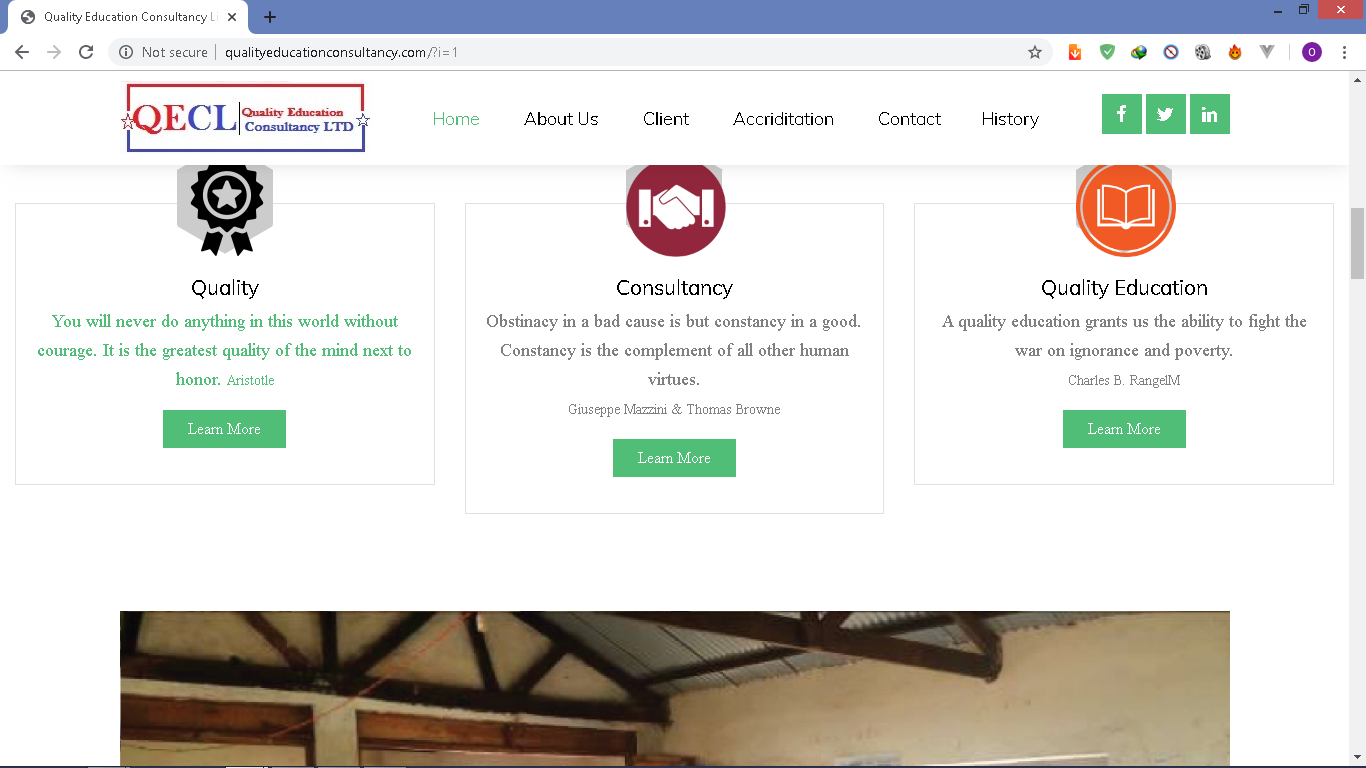 Quality Education Consultancy Li
Not secure
qualityeducationconsultancy.com/?i=1
O
QECL Quality Education
Consultancy LTD
Home
About Us
Client
Accriditation
Contact
History
Quality
You will never do anything in this world without
courage. It is the greatest quality of the mind next to
honor. Aristotle
Learn More
Consultancy
Obstinacy in a bad cause is but constancy in a good.
Constancy is the complement of all other human
virtues.
Giuseppe Mazzini & Thomas Browne
Learn More
Quality Education
A quality education grants us the ability to fight the
war on ignorance and poverty.
Charles B. RangelM
Learn More